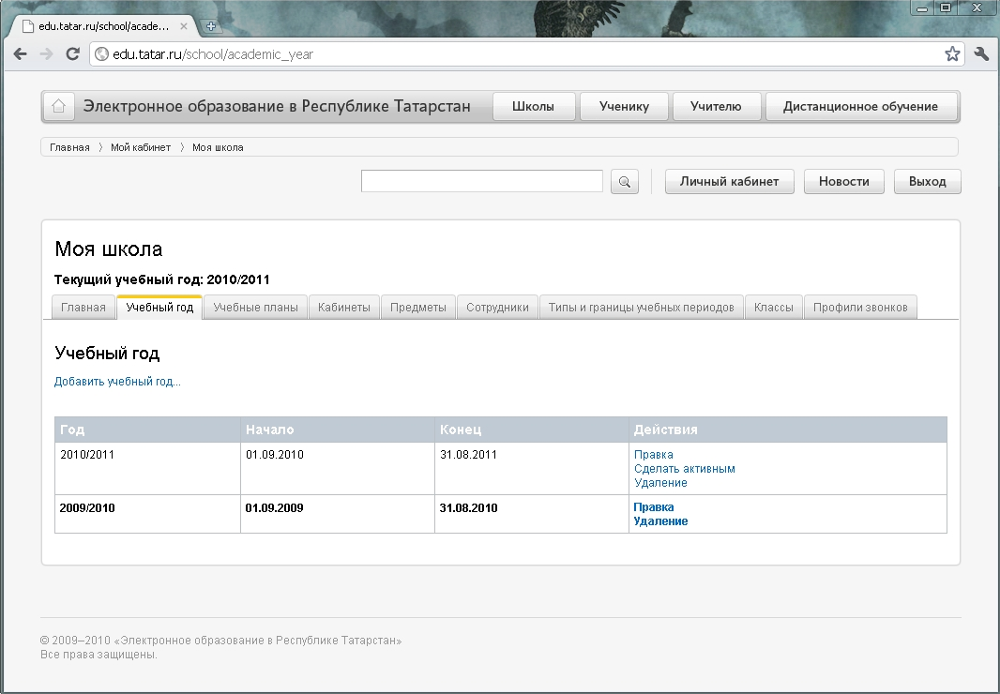 edu.tatar.ru/school/acade...
edu.tatar.ru/school/academic_year
Электронное образование в Республике Татарстан
Школы
Ученику
Учителю
Дистанционное обучение
Главная 〉 Мой кабинет 〉 Моя школа
Личный кабинет
Новости
Выход
Моя школа
Текущий учебный год: 2010/2011
Главная
Учебный год
Учебные планы
Кабинеты
Предметы
Сотрудники
Типы и границы учебных периодов
Классы
Профили звонков
Учебный год
Добавить учебный год...
Год Начало Конец Действия
2010/2011 01.09.2010 31.08.2011 Правка
Сделать активным
Удаление
2009/2010 01.09.2009 31.08.2010 Правка
Удаление
© 2009–2010 «Электронное образование в Республике Татарстан»
Все права защищены.